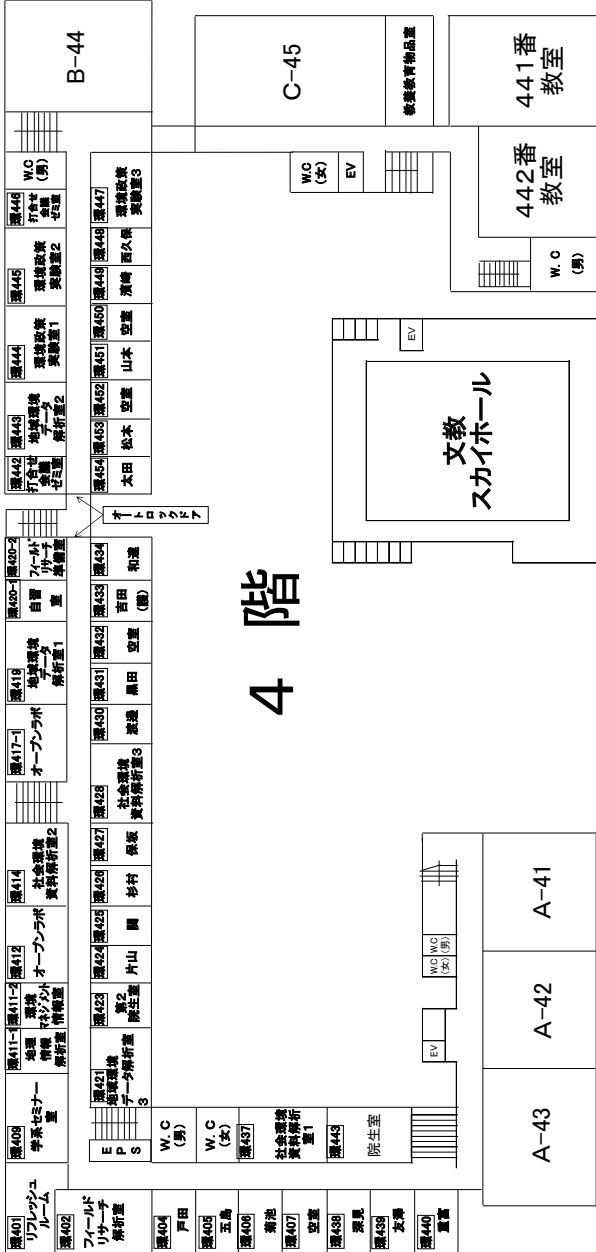 B-44
C-45
教養教育物品室
441番
教室
442番
教室
W.C
(男)
W.C
(女)
EV
W. C
(男)
環446
打合せ
会議
ゼミ室
環445
環境政策
実験室2
環444
環境政策
実験室1
環443
地域環境
データ
解析室2
環442
打合せ
会議
ゼミ室
環447
環境政策
実験室3
環448
西久保
環449
濱崎
環450
空室
環451
山本
環452
空室
環453
松本
環454
太田
EV
文教
スカイホール
オートロックドア
環420-2
フィールド
リサーチ
準備室
環420-1
自習
室
環419
地域環境
データ
解析室1
環417-1
オープンラボ
環434
和達
環433
吉田
(護)
環432
空室
環431
黒田
環430
渡邊
環428
社会環境
資料解析室3
環427
保坂
環426
杉村
環425
関
環424
片山
環423
第2
院生室
環421
地域環境
データ解析室
3
4 階
環414
社会環境
資料解析室2
環412
オープンラボ
環411-2
環境
マネジメント
情報室
環411-1
地理
情報
解析室
環409
学系セミナー
室
EPS
W. C
(男)
W. C
(女)
環437
社会環境
資料解析
室1
環443
院生室
W.C
(女)
W.C
(男)
EV
A-41
A-42
A-43
環401
リフレッシュ
ルーム
環402
フィールド
リサーチ
解析室
環404
戸田
環405
五島
環406
菊池
環407
空室
環438
深見
環439
友澤
環440
重富